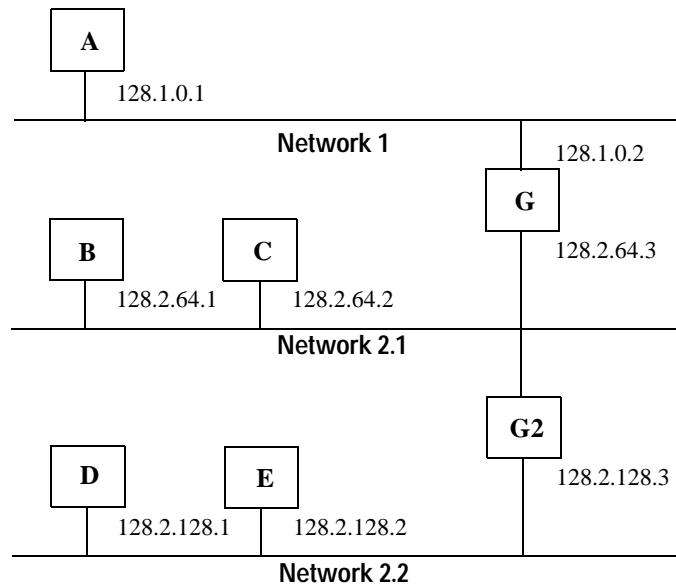 A
128.1.0.1
Network 1
128.1.0.2
G
B
C
128.2.64.3
128.2.64.1
128.2.64.2
Network 2.1
G2
D
E
128.2.128.3
128.2.128.1
128.2.128.2
Network 2.2